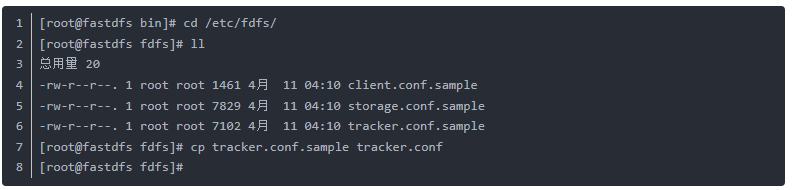 1 [root@fastdfs bin]# cd /etc/fdfs/
2 [root@fastdfs fdfs]# ll
3 总用量 20
4 -rw-r--r--. 1 root root 1461 4月  11 04:10 client.conf.sample
5 -rw-r--r--. 1 root root 7829 4月  11 04:10 storage.conf.sample
6 -rw-r--r--. 1 root root 7102 4月  11 04:10 tracker.conf.sample
7 [root@fastdfs fdfs]# cp tracker.conf.sample tracker.conf
8 [root@fastdfs fdfs]#